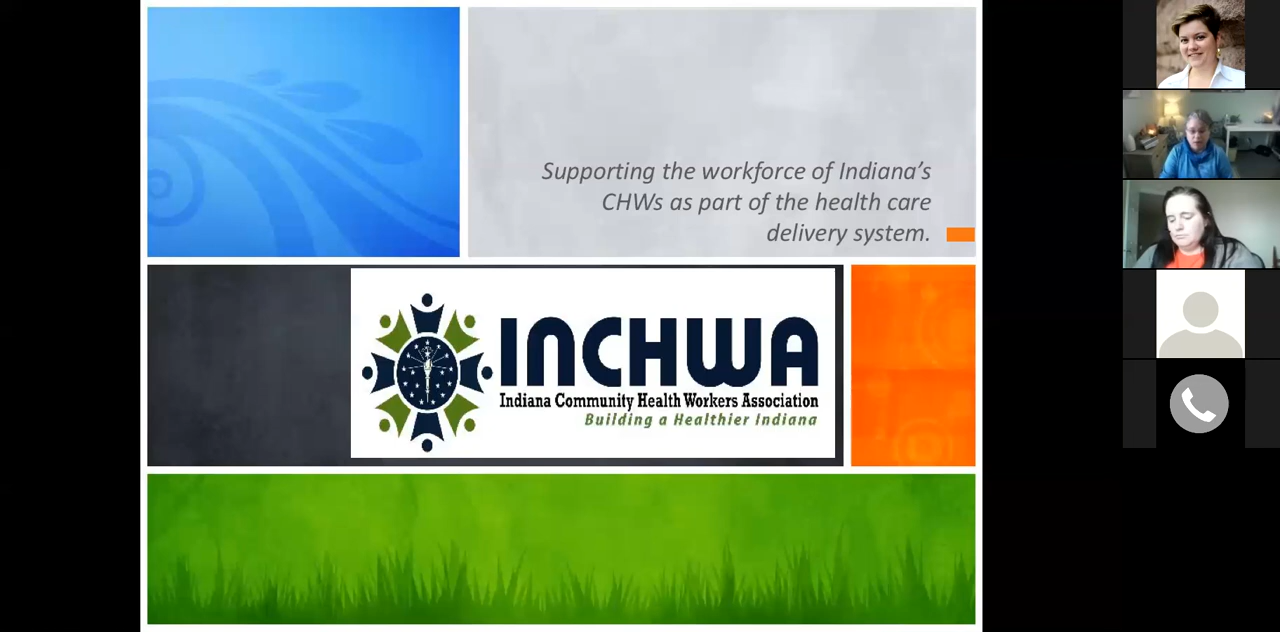 Supporting the workforce of Indiana's
CHWs as part of the health care
delivery system.
INCHWA
Indiana Community Health Workers Association
Building a Healthier Indiana